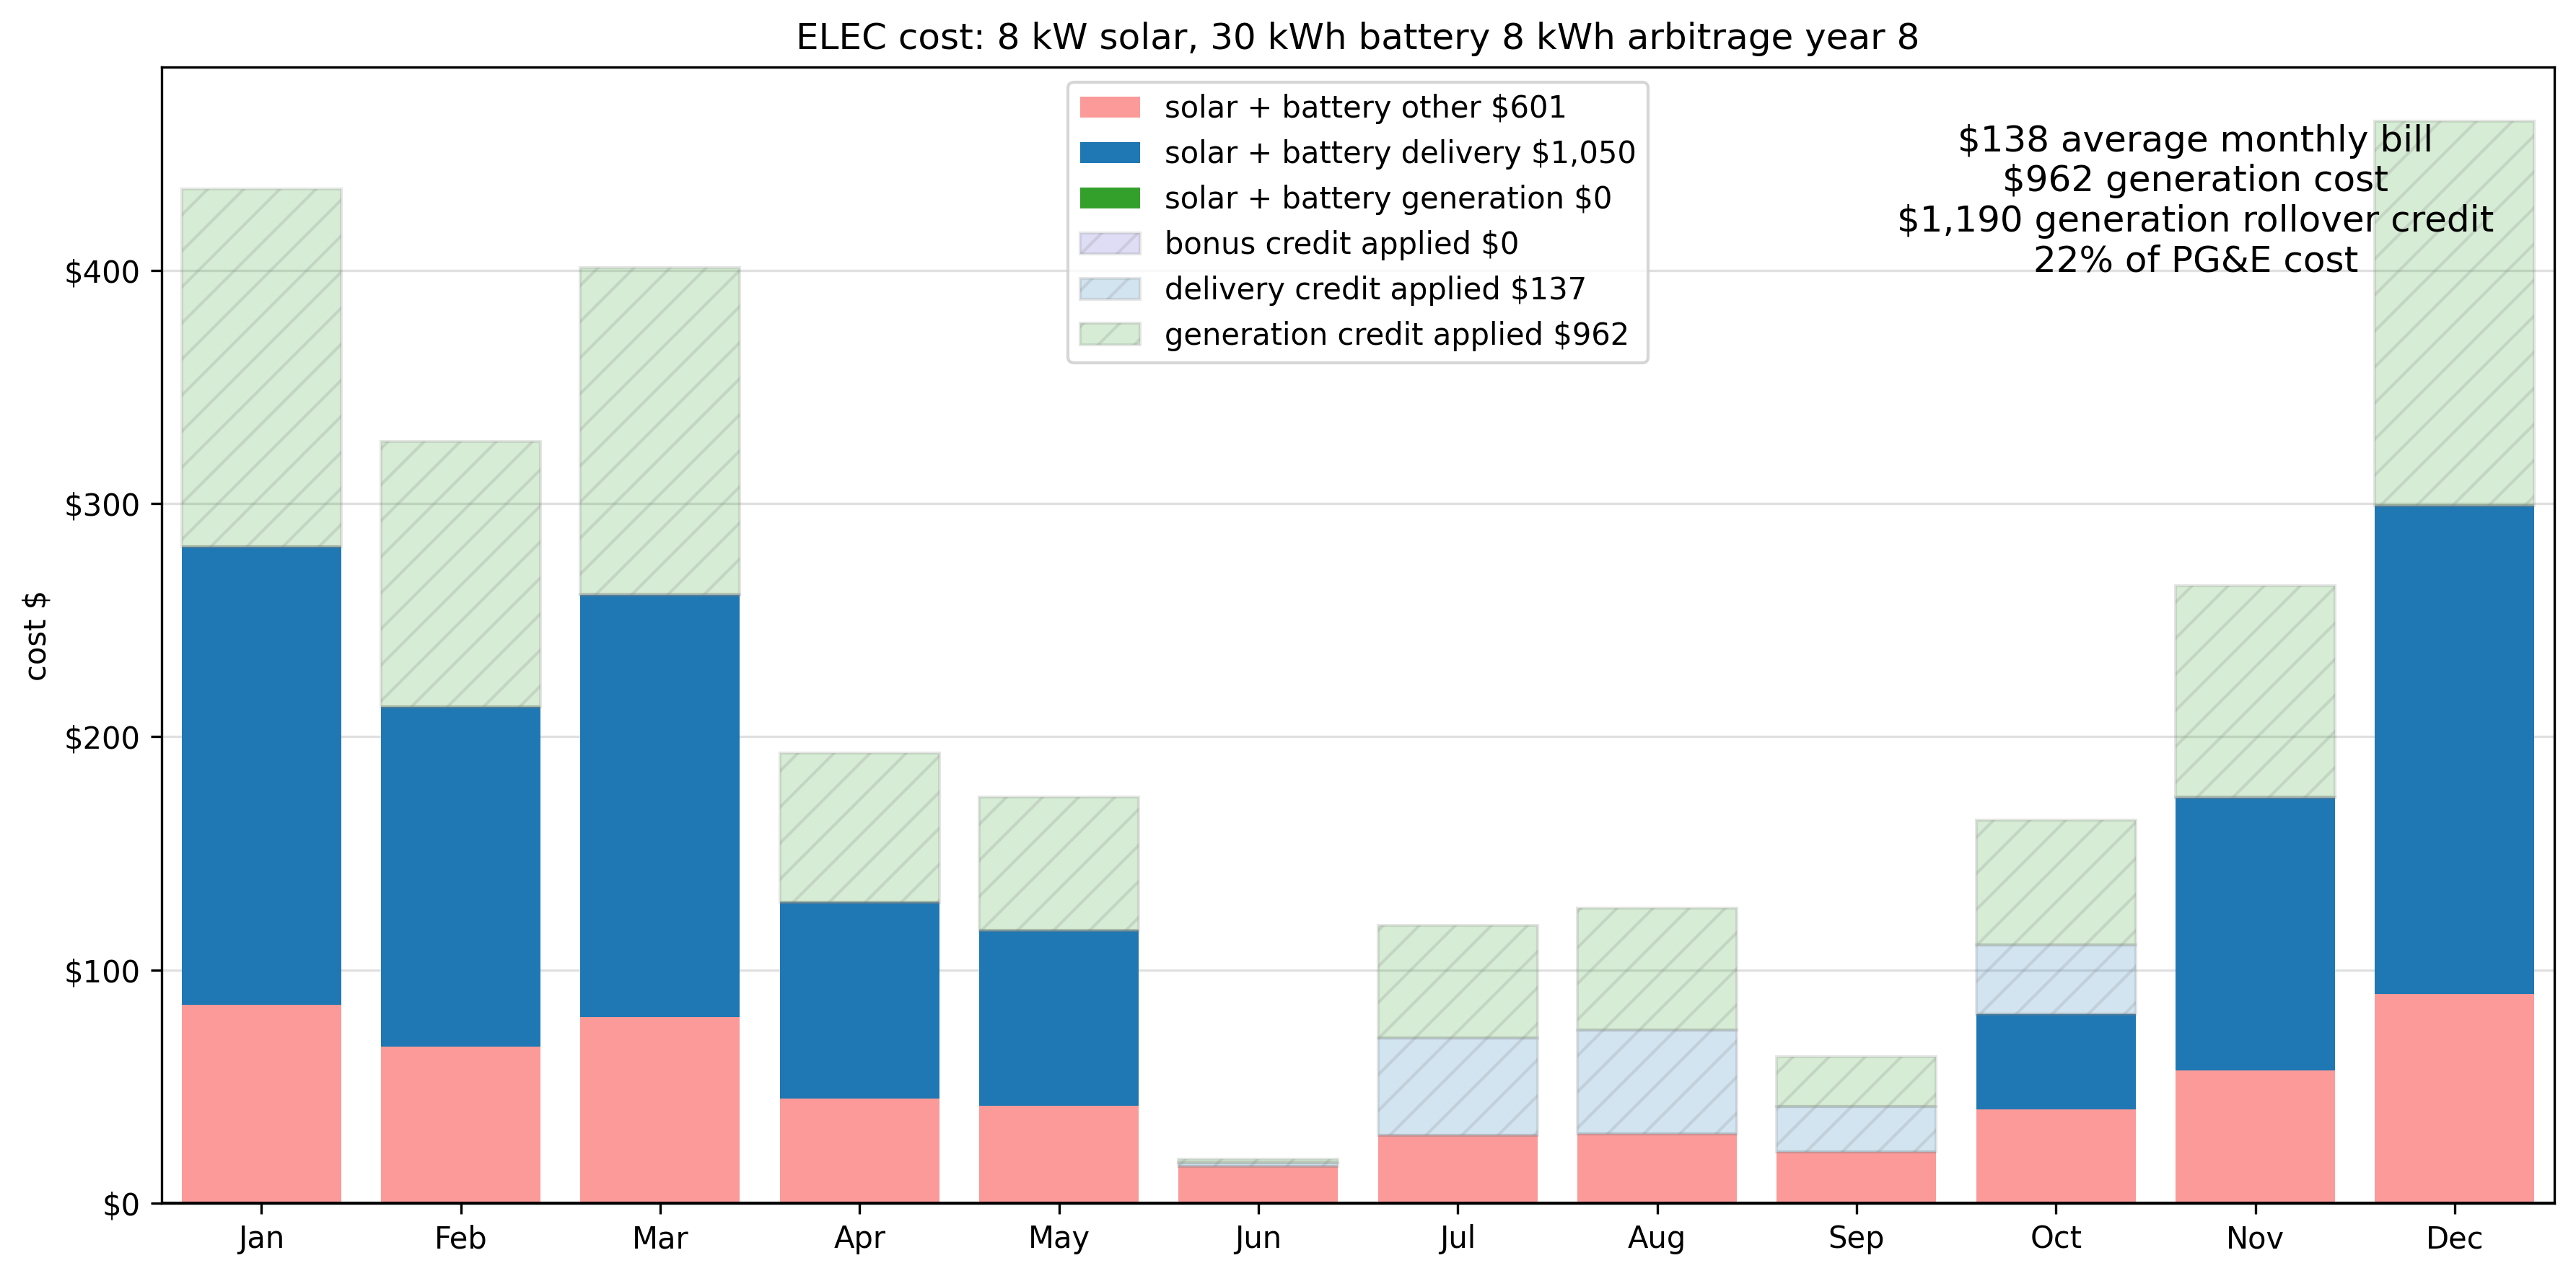 ELEC cost: 8 kW solar, 30 kWh battery 8 kWh arbitrage year 8
solar + battery other $601
solar + battery delivery $1,050
solar + battery generation $0
bonus credit applied $0
delivery credit applied $137
generation credit applied $962
$138 average monthly bill
$962 generation cost
$1,190 generation rollover credit
22% of PG&E cost
cost $
$400
$300
$200
$100
$0
Jan Feb Mar Apr May Jun Jul Aug Sep Oct Nov Dec